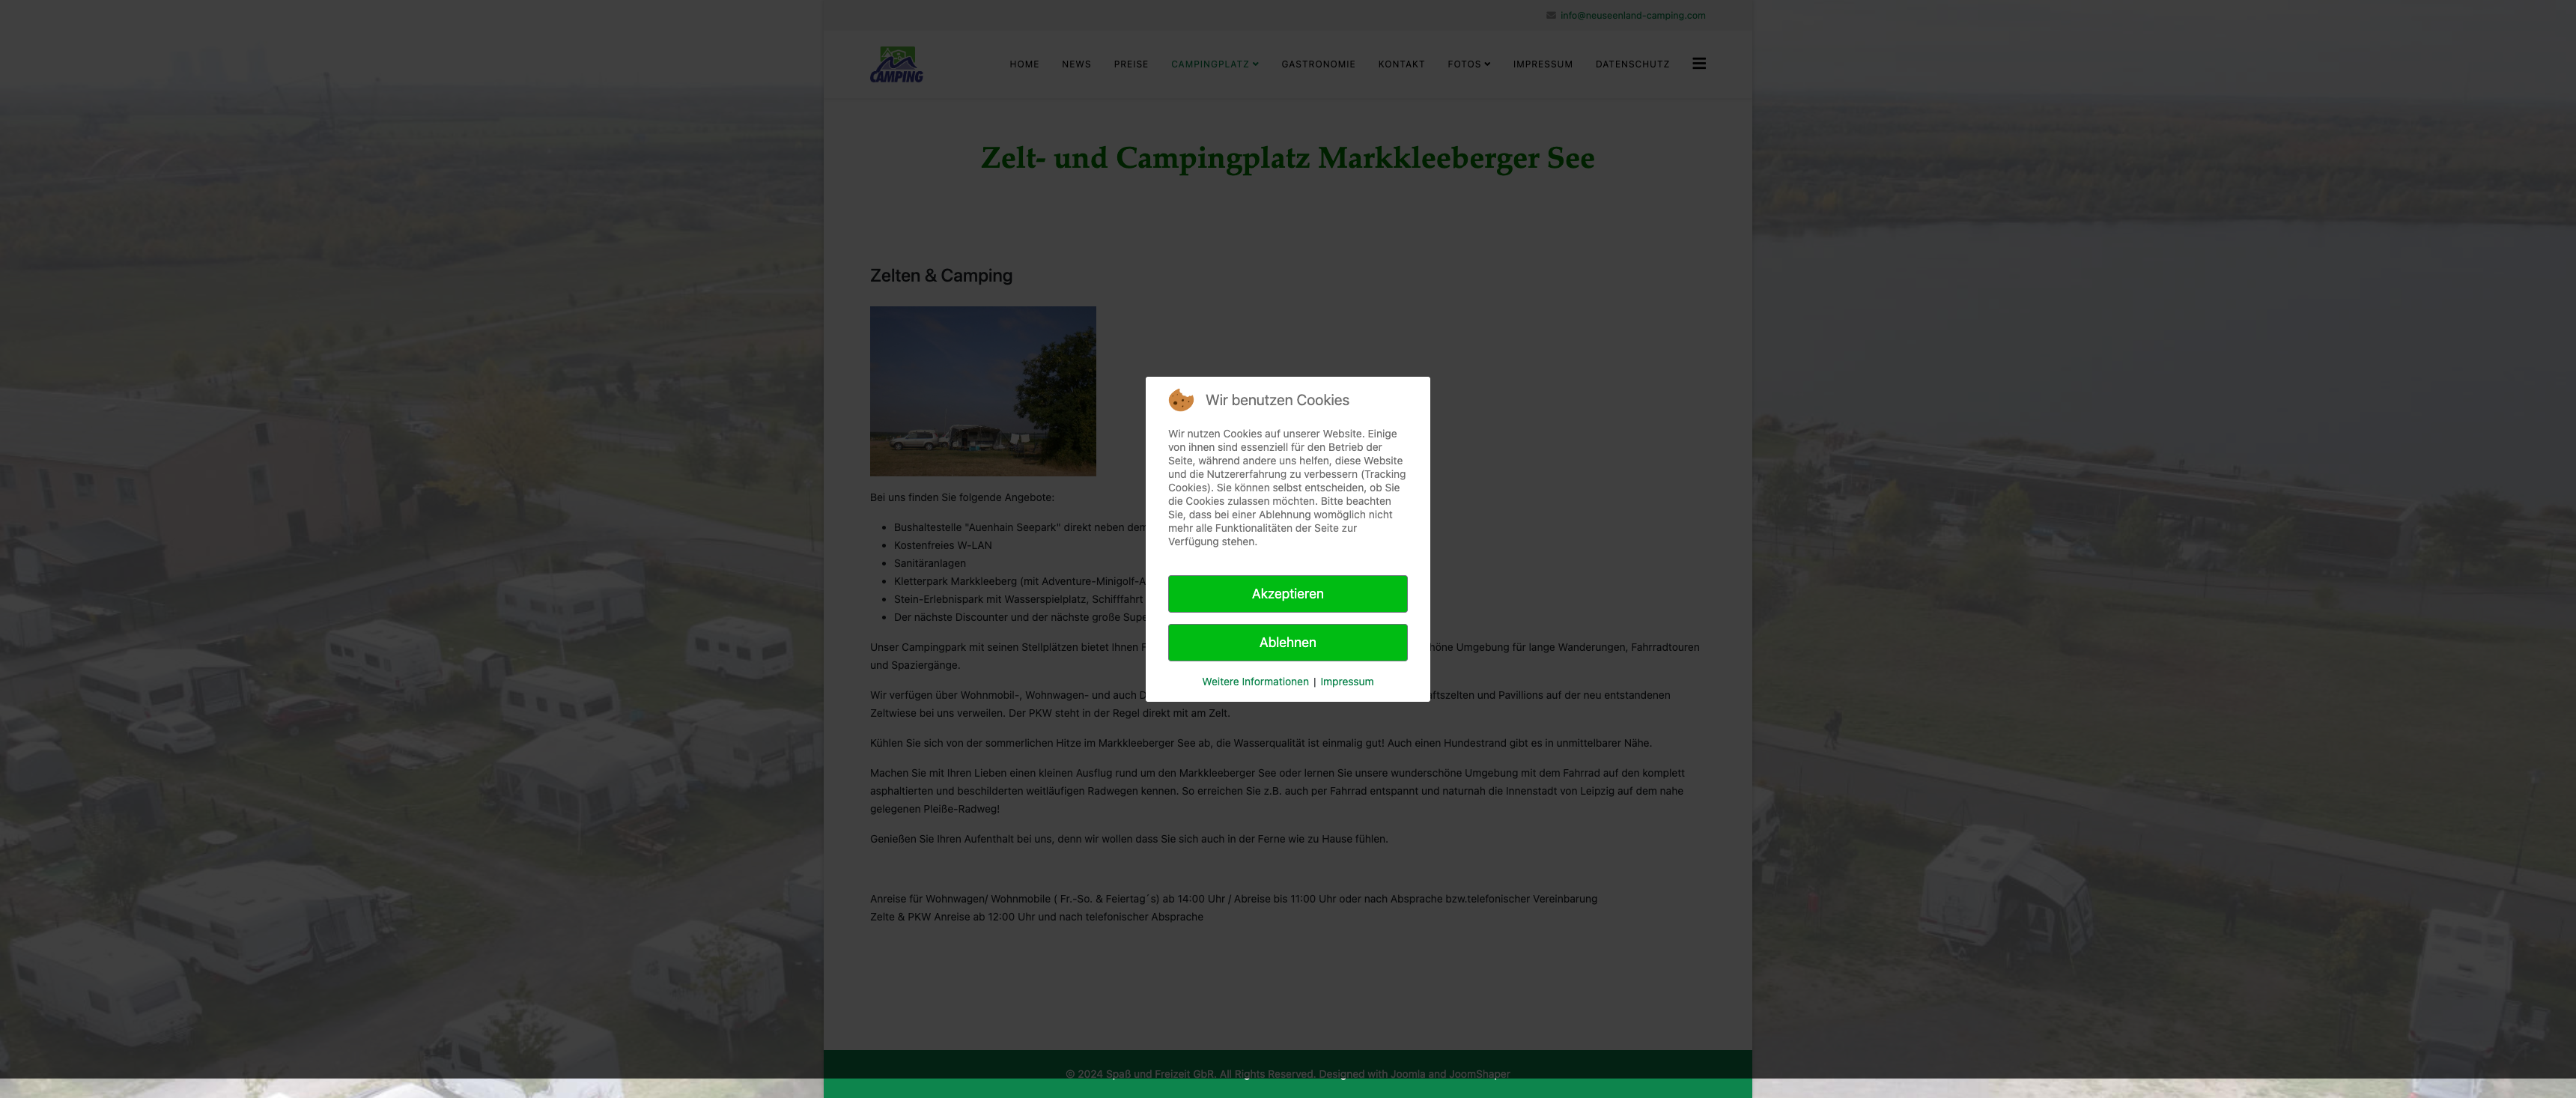 info@neuseenland-camping.com
CAMPING
HOME NEWS PREISE CAMPINGPLATZ GASTRONOMIE KONTAKT FOTOS IMPRESSUM DATENSCHUTZ
Zelt- und Campingplatz Markkleeberger See
Zelten & Camping
Wir benutzen Cookies
Wir nutzen Cookies auf unserer Website. Einige
von ihnen sind essenziell für den Betrieb der
Seite, während andere uns helfen, diese Website
und die Nutzererfahrung zu verbessern (Tracking
Cookies). Sie können selbst entscheiden, ob Sie
die Cookies zulassen möchten. Bitte beachten
Sie, dass bei einer Ablehnung womöglich nicht
mehr alle Funktionalitäten der Seite zur
Verfügung stehen.
Akzeptieren
Ablehnen
Weitere Informationen | Impressum
Bei uns finden Sie folgende Angebote:
Bushaltestelle "Auenhain Seepark" direkt neben
Kostenfreies W-LAN
Sanitäranlagen
Kletterpark Markkleeberg (mit Adventure-Minigolf-
Stein-Erlebnispark mit Wasserspielplatz, Schifffahrt
Der nächste Discounter und der nächste große
Unser Campingpark mit seinen Stellplätzen bietet Ihnen Umgebung für lange Wanderungen, Fahrradtouren
und Spaziergänge.
Wir verfügen über Wohnmobil-, Wohnwagen- und auch und Pavillions auf der neu entstandenen
Zeltwiese bei uns verweilen. Der PKW steht in der Regel direkt mit am Zelt.
Kühlen Sie sich von der sommerlichen Hitze im Markkleeberger See ab, die Wasserqualität ist einmalig gut! Auch einen Hundestrand gibt es in unmittelbarer Nähe.
Machen Sie mit Ihren Lieben einen kleinen Ausflug rund um den Markkleeberger See oder lernen Sie unsere wunderschöne Umgebung mit dem Fahrrad auf den komplett
asphaltierten und beschilderten weitläufigen Radwegen kennen. So erreichen Sie z.B. auch per Fahrrad entspannt und naturnah die Innenstadt von Leipzig auf dem nahe
gelegenen Pleiße-Radweg!
Genießen Sie Ihren Aufenthalt bei uns, denn wir wollen dass Sie sich auch in der Ferne wie zu Hause fühlen.
Anreise für Wohnwagen/ Wohnmobile ( Fr.-So. & Feiertag´s) ab 14:00 Uhr / Abreise bis 11:00 Uhr oder nach Absprache bzw.telefonischer Vereinbarung
Zelte & PKW Anreise ab 12:00 Uhr und nach telefonischer Absprache
© 2024 Spaß und Freizeit GbR. All Rights Reserved. Designed with Joomla and JoomShaper